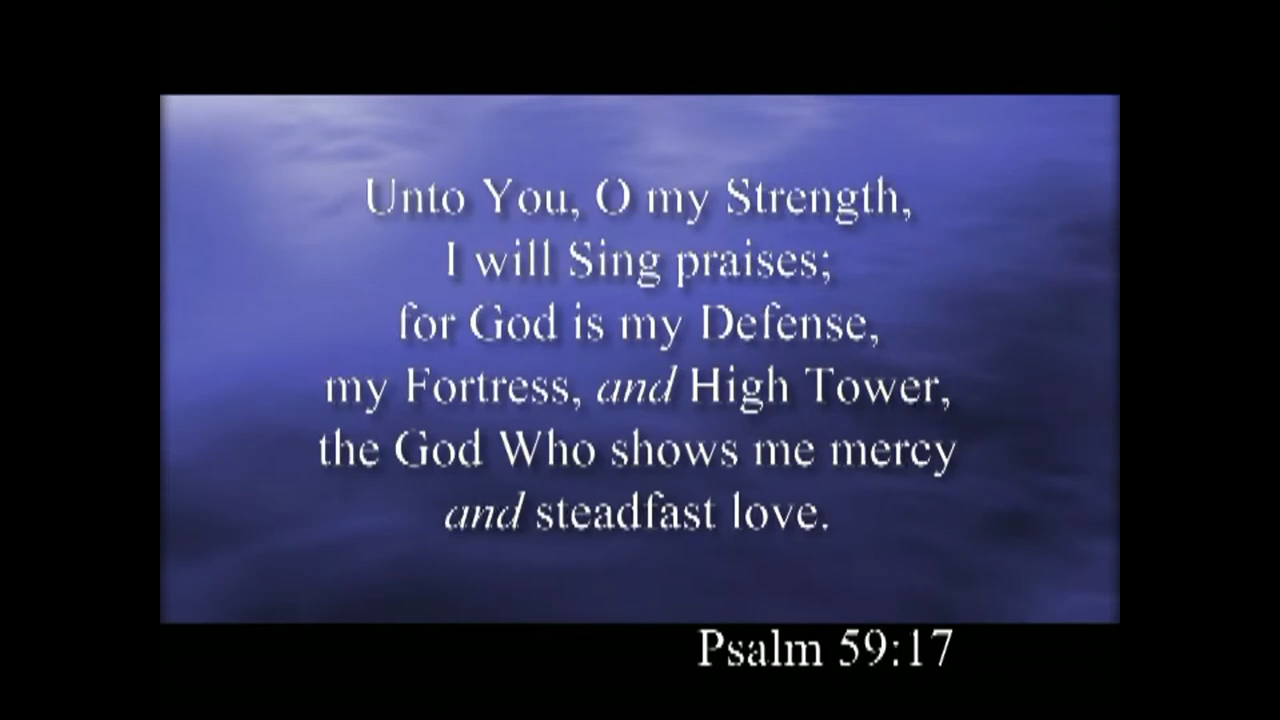 Unto You, O my Strength,
I will Sing praises;
for God is my Defense,
my Fortress, and High Tower,
the God Who shows me mercy
and steadfast love.
Psalm 59:17